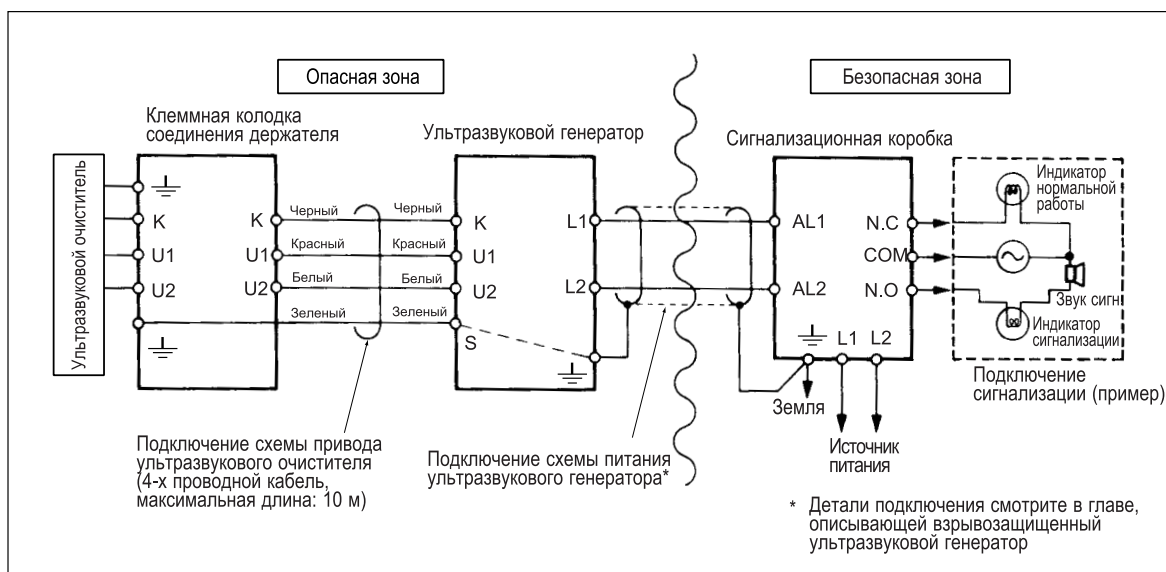 Опасная зона
Безопасная зона
Клеммная колодка
соединения держателя
Ультразвуковой генератор
Сигнализационная коробка
Ультразвуковой очиститель
K
U1
U2
K
U1
U2
Черный
Черный
Красный
Красный
Белый
Белый
Зеленый
Зеленый
K
U1
U2
S
L1
L2
AL1
AL2
N.C
COM
N.O
L1
L2
Индикатор
нормальной
работы
Звук сигн
Индикатор
сигнализации
Земля
Источник
питания
Подключение
сигнализации (пример)
Подключение схемы привода
ультразвукового очистителя
(4-х проводной кабель,
максимальная длина: 10 м)
Подключение схемы питания
ультразвукового генератора*
* Детали подключения смотрите в главе,
описывающей взрывозащищенный
ультразвуковой генератор